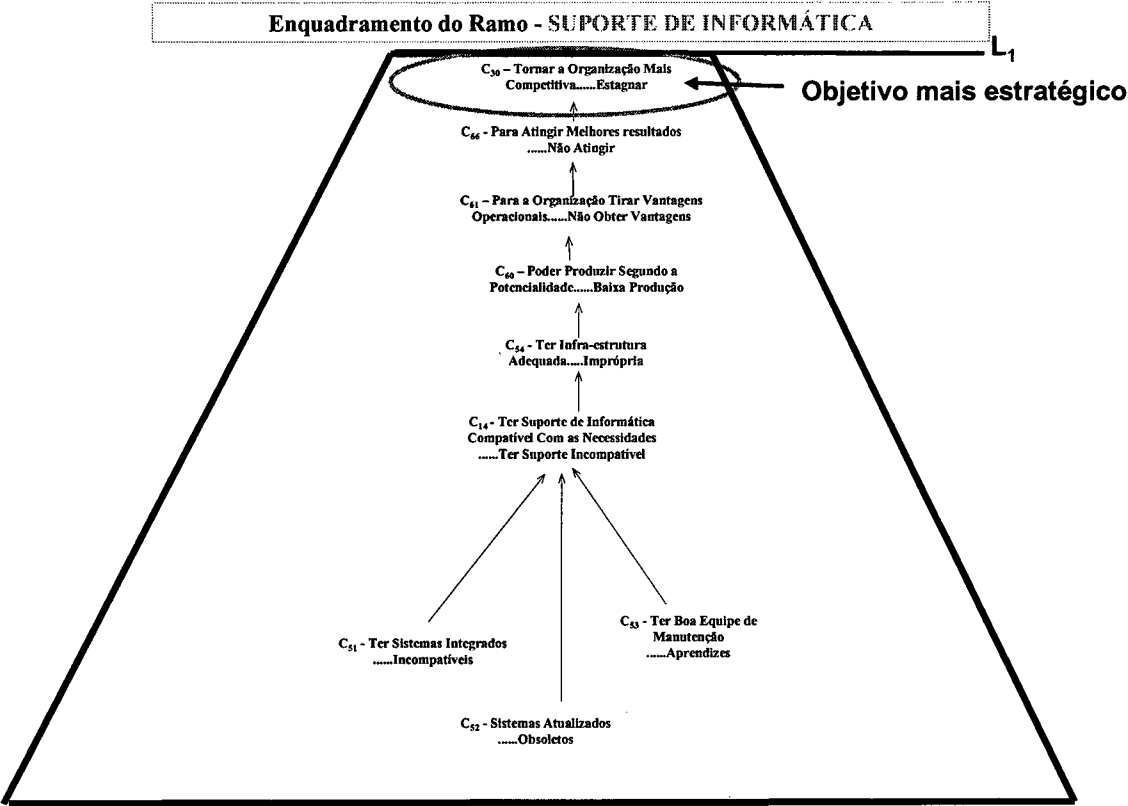 Enquadramento do Ramo - SUPORTE DE INFORMÁTICA
L1
C30 – Tornar a Organização Mais
Competitiva......Estagnar
Objetivo mais estratégico
C66 - Para Atingir Melhores resultados
......Não Atingir
C61 – Para a Organização Tirar Vantagens
Operacionais......Não Obter Vantagens
C60 – Poder Produzir Segundo a
Potencialidade......Baixa Produção
C54 - Ter Infra-estrutura
Adequada.....Imprópria
C14 - Ter Suporte de Informática
Compatível Com as Necessidades
......Ter Suporte Incompatível
C51 - Ter Sistemas Integrados
......Incompatíveis
C53 - Ter Boa Equipe de
Manutenção
......Aprendizes
C52 - Sistemas Atualizados
......Obsoletos